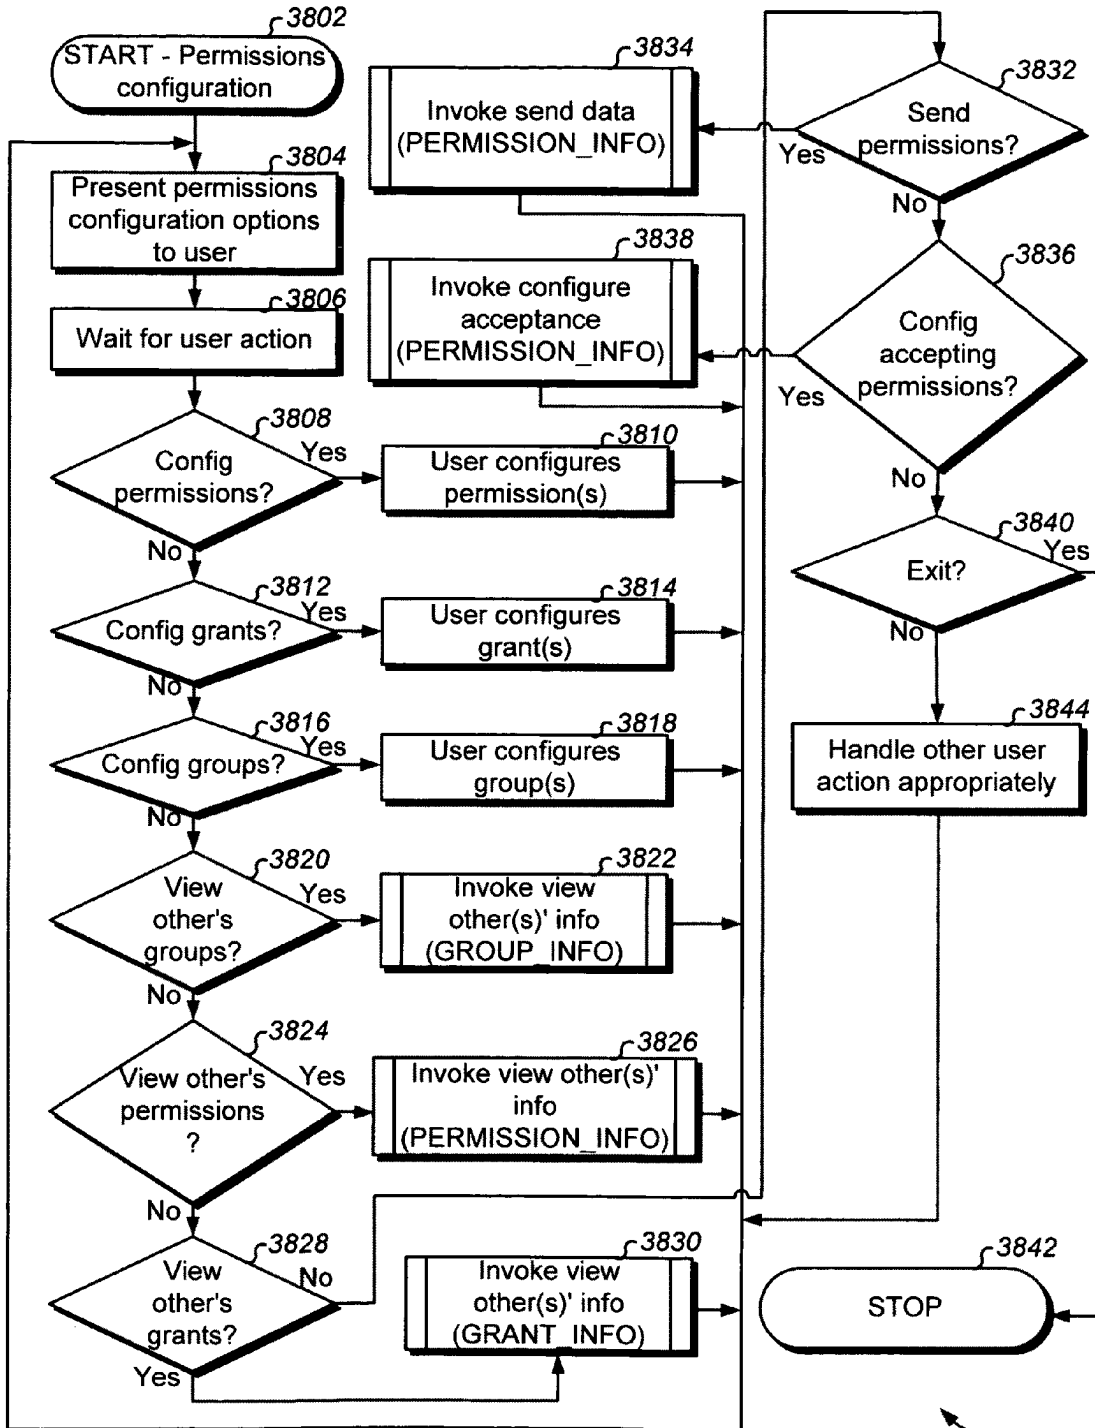 3802
START - Permissions
configuration
3804
Present permissions
configuration options
to user
3806
Wait for user action
3808
Config
permissions?
Yes
No
3810
User configures
permission(s)
3812
Config grants?
Yes
No
3814
User configures
grant(s)
3816
Config groups?
Yes
No
3818
User configures
group(s)
3820
View
other's
groups?
Yes
No
3822
Invoke view
other(s)' info
(GROUP_INFO)
3824
View other's
permissions
?
Yes
No
3826
Invoke view other(s)'
info
(PERMISSION_INFO)
3828
View
other's
grants?
No
Yes
3830
Invoke view
other(s)' info
(GRANT_INFO)
3832
Send
permissions?
Yes
No
3834
Invoke send data
(PERMISSION_INFO)
3836
Config
accepting
permissions?
Yes
No
3838
Invoke configure
acceptance
(PERMISSION_INFO)
3840
Exit?
Yes
No
3844
Handle other user
action appropriately
3842
STOP